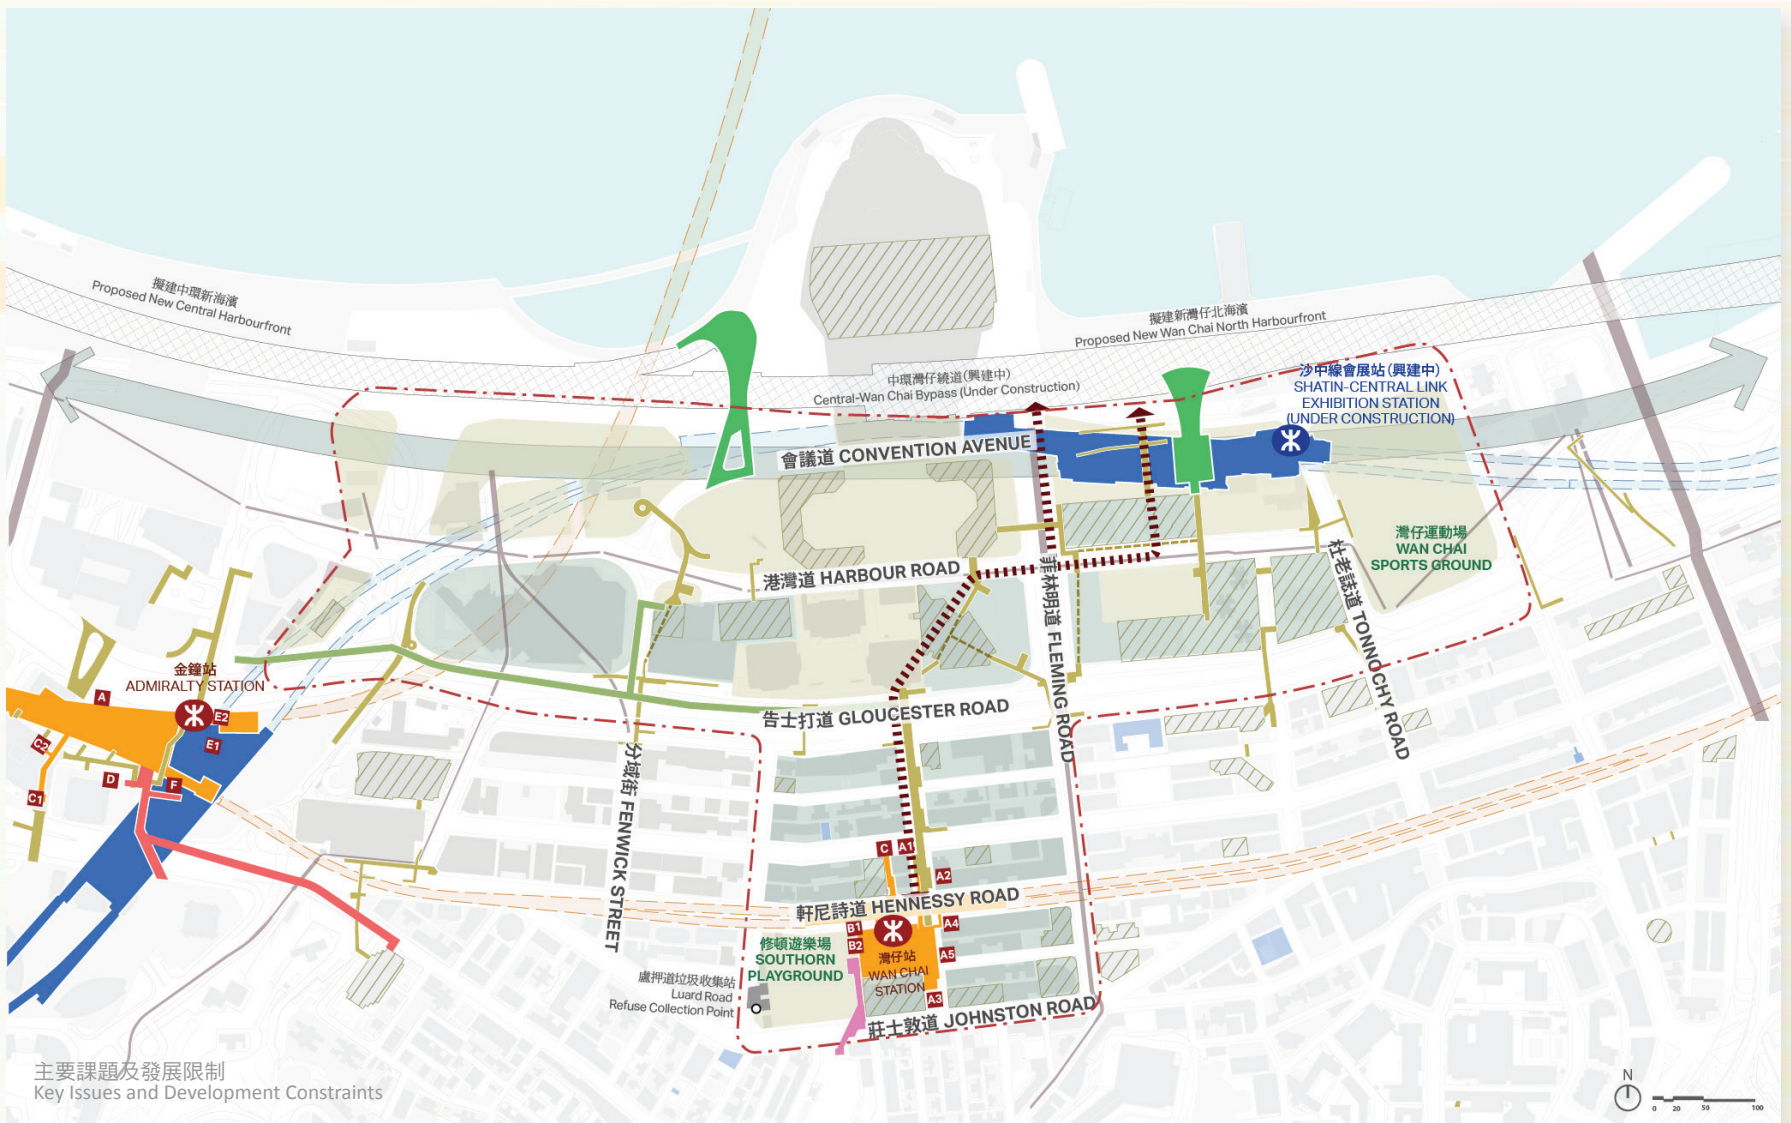 擬建中環新海濱
Proposed New Central Harbourfront
擬建新灣仔北海濱
Proposed New Wan Chai North Harbourfront
中環灣仔繞道(興建中)
Central-Wan Chai Bypass (Under Construction)
沙中線會展站(興建中)
SHATIN-CENTRAL LINK
EXHIBITION STATION
(UNDER CONSTRUCTION)
會議道 CONVENTION AVENUE
灣仔運動場
WAN CHAI
SPORTS GROUND
港灣道 HARBOUR ROAD
菲林明道 FLEMING ROAD
杜老誌道 TONNOCHY ROAD
金鐘站
ADMIRALTY STATION
A
E2
E1
C2
D
F
C1
告士打道 GLOUCESTER ROAD
分域街 FENWICK STREET
C
A1
A2
軒尼詩道 HENNESSY ROAD
B1
B2
A4
A5
A3
灣仔站
WAN CHAI
STATION
修頓遊樂場
SOUTHORN
PLAYGROUND
盧押道垃圾收集站
Luard Road
Refuse Collection Point
莊士敦道 JOHNSTON ROAD
主要課題及發展限制
Key Issues and Development Constraints
N
0 20 50 100